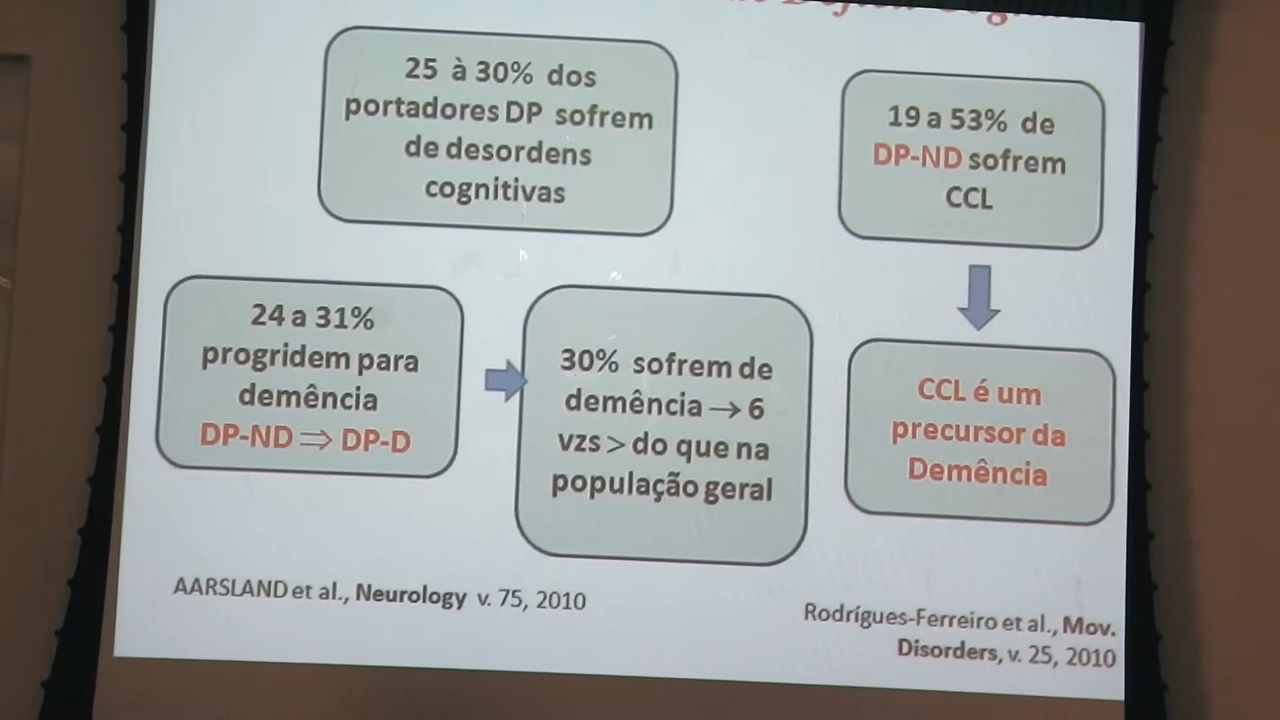 25 à 30% dos
portadores DP sofrem
de desordens
cognitivas
19 a 53% de
DP-ND sofrem
CCL
24 a 31%
progridem para
demência
DP-ND ⇒ DP-D
30% sofrem de
demência → 6
vzs > do que na
população geral
CCL é um
precursor da
Demência
AARSLAND et al., Neurology v. 75, 2010
Rodrígues-Ferreiro et al., Mov.
Disorders, v. 25, 2010